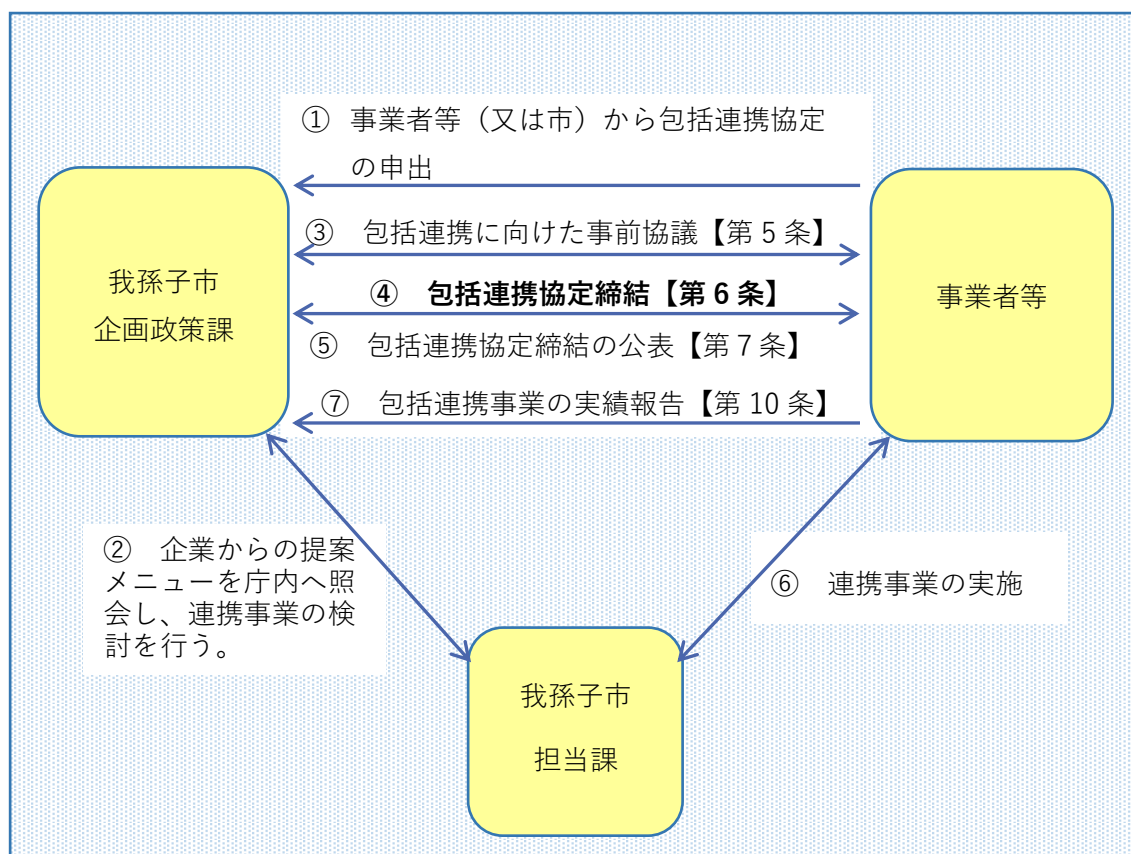 ① 事業者等（又は市）から包括連携協定
の申出
③ 包括連携に向けた事前協議【第 5 条】
我孫子市
企画政策課
④ 包括連携協定締結【第 6 条】
事業者等
⑤ 包括連携協定締結の公表【第 7 条】
⑦ 包括連携事業の実績報告【第 10 条】
② 企業からの提案
メニューを庁内へ照
会し、連携事業の検
討を行う。
⑥ 連携事業の実施
我孫子市
担当課